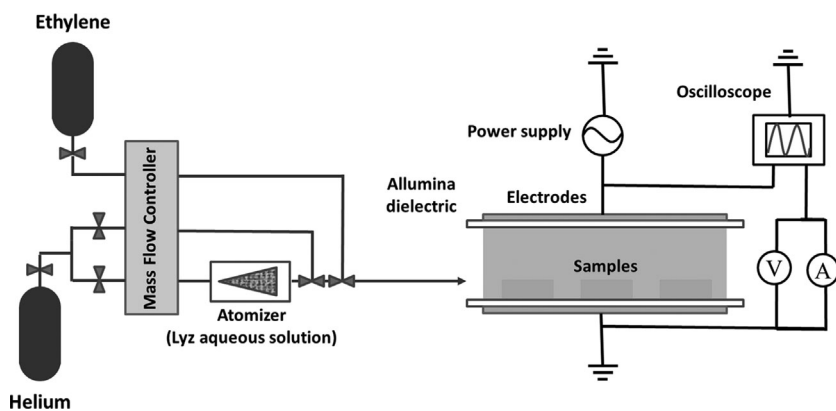 Ethylene
Oscilloscope
Power supply
Mass Flow Controller
Allumina
dielectric
Electrodes
Samples
V
A
Atomizer
(Lyz aqueous solution)
Helium